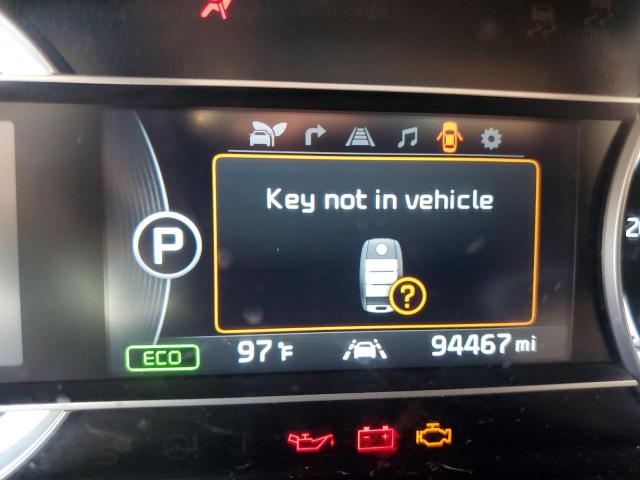 Key not in vehicle
P
?
ECO 97°F 94467 mi